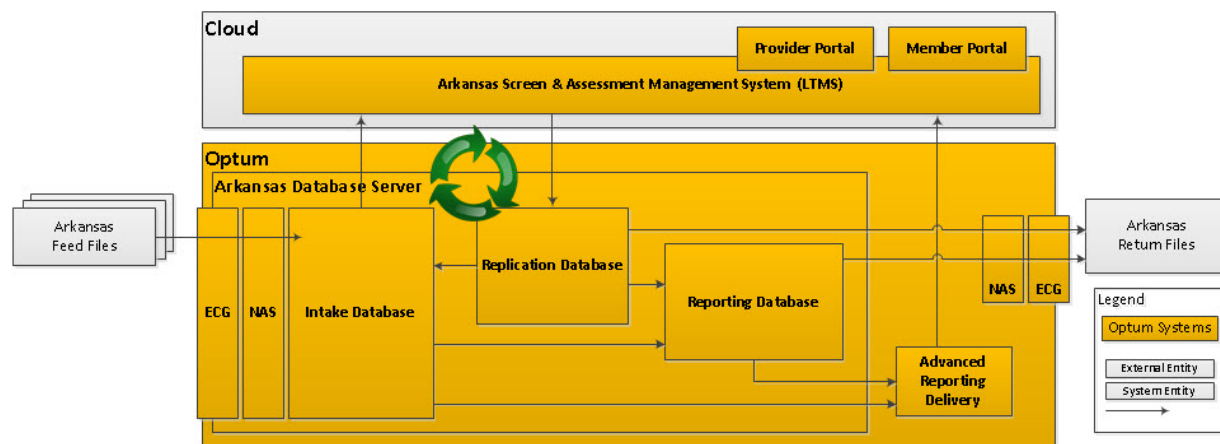 Cloud
Provider Portal
Member Portal
Arkansas Screen & Assessment Management System (LTMS)
Optum
Arkansas Database Server
Arkansas
Feed Files
ECG
NAS
Intake Database
Replication Database
Reporting Database
Advanced
Reporting
Delivery
NAS
ECG
Arkansas
Return Files
Legend
Optum Systems
External Entity
System Entity